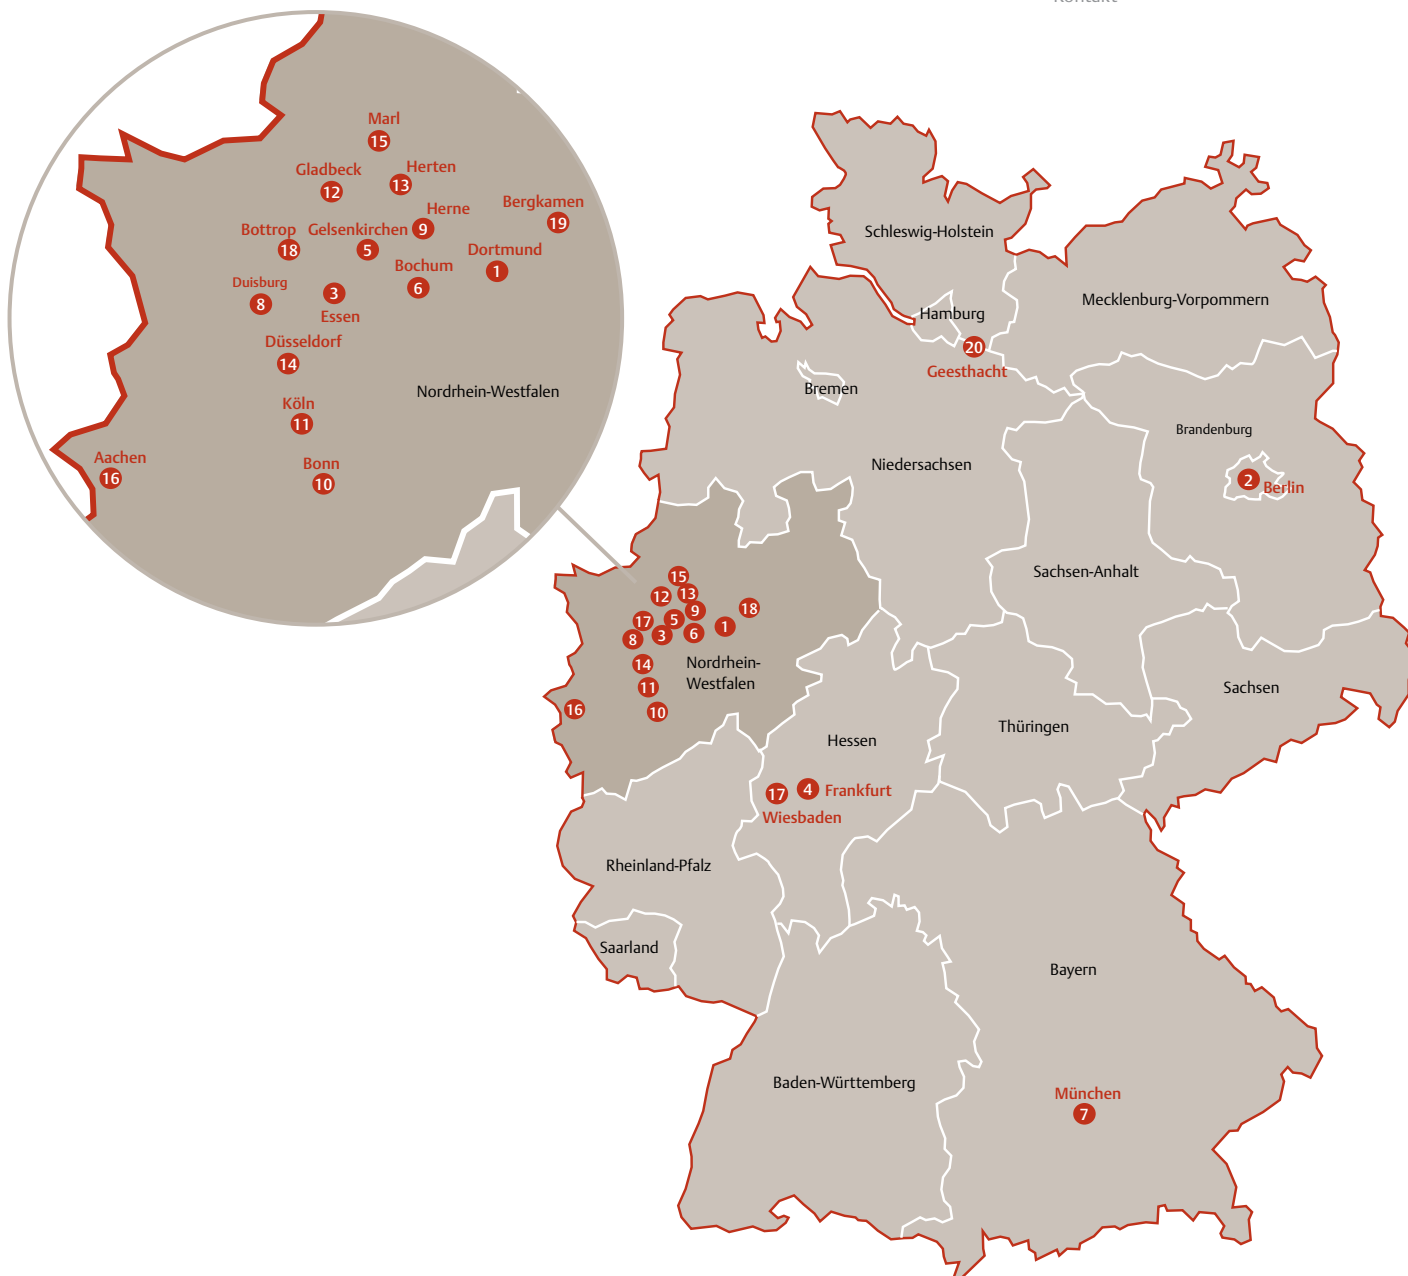 Kontakt
Marl
15
Gladbeck
12
Herten
13
Herne
9
Bergkamen
19
Bottrop
18
Gelsenkirchen
5
Dortmund
1
Bochum
6
Duisburg
8
3
Essen
Düsseldorf
14
Nordrhein-Westfalen
Köln
11
Aachen
16
Bonn
10
Schleswig-Holstein
Hamburg
Mecklenburg-Vorpommern
20
Geesthacht
Bremen
Brandenburg
Niedersachsen
2 Berlin
Sachsen-Anhalt
15
12
13
9
18
17
5
1
8
3
6
14
Nordrhein-
Westfalen
11
16
10
Sachsen
Thüringen
Hessen
17
4 Frankfurt
Wiesbaden
Rheinland-Pfalz
Saarland
Bayern
Baden-Württemberg
München
7